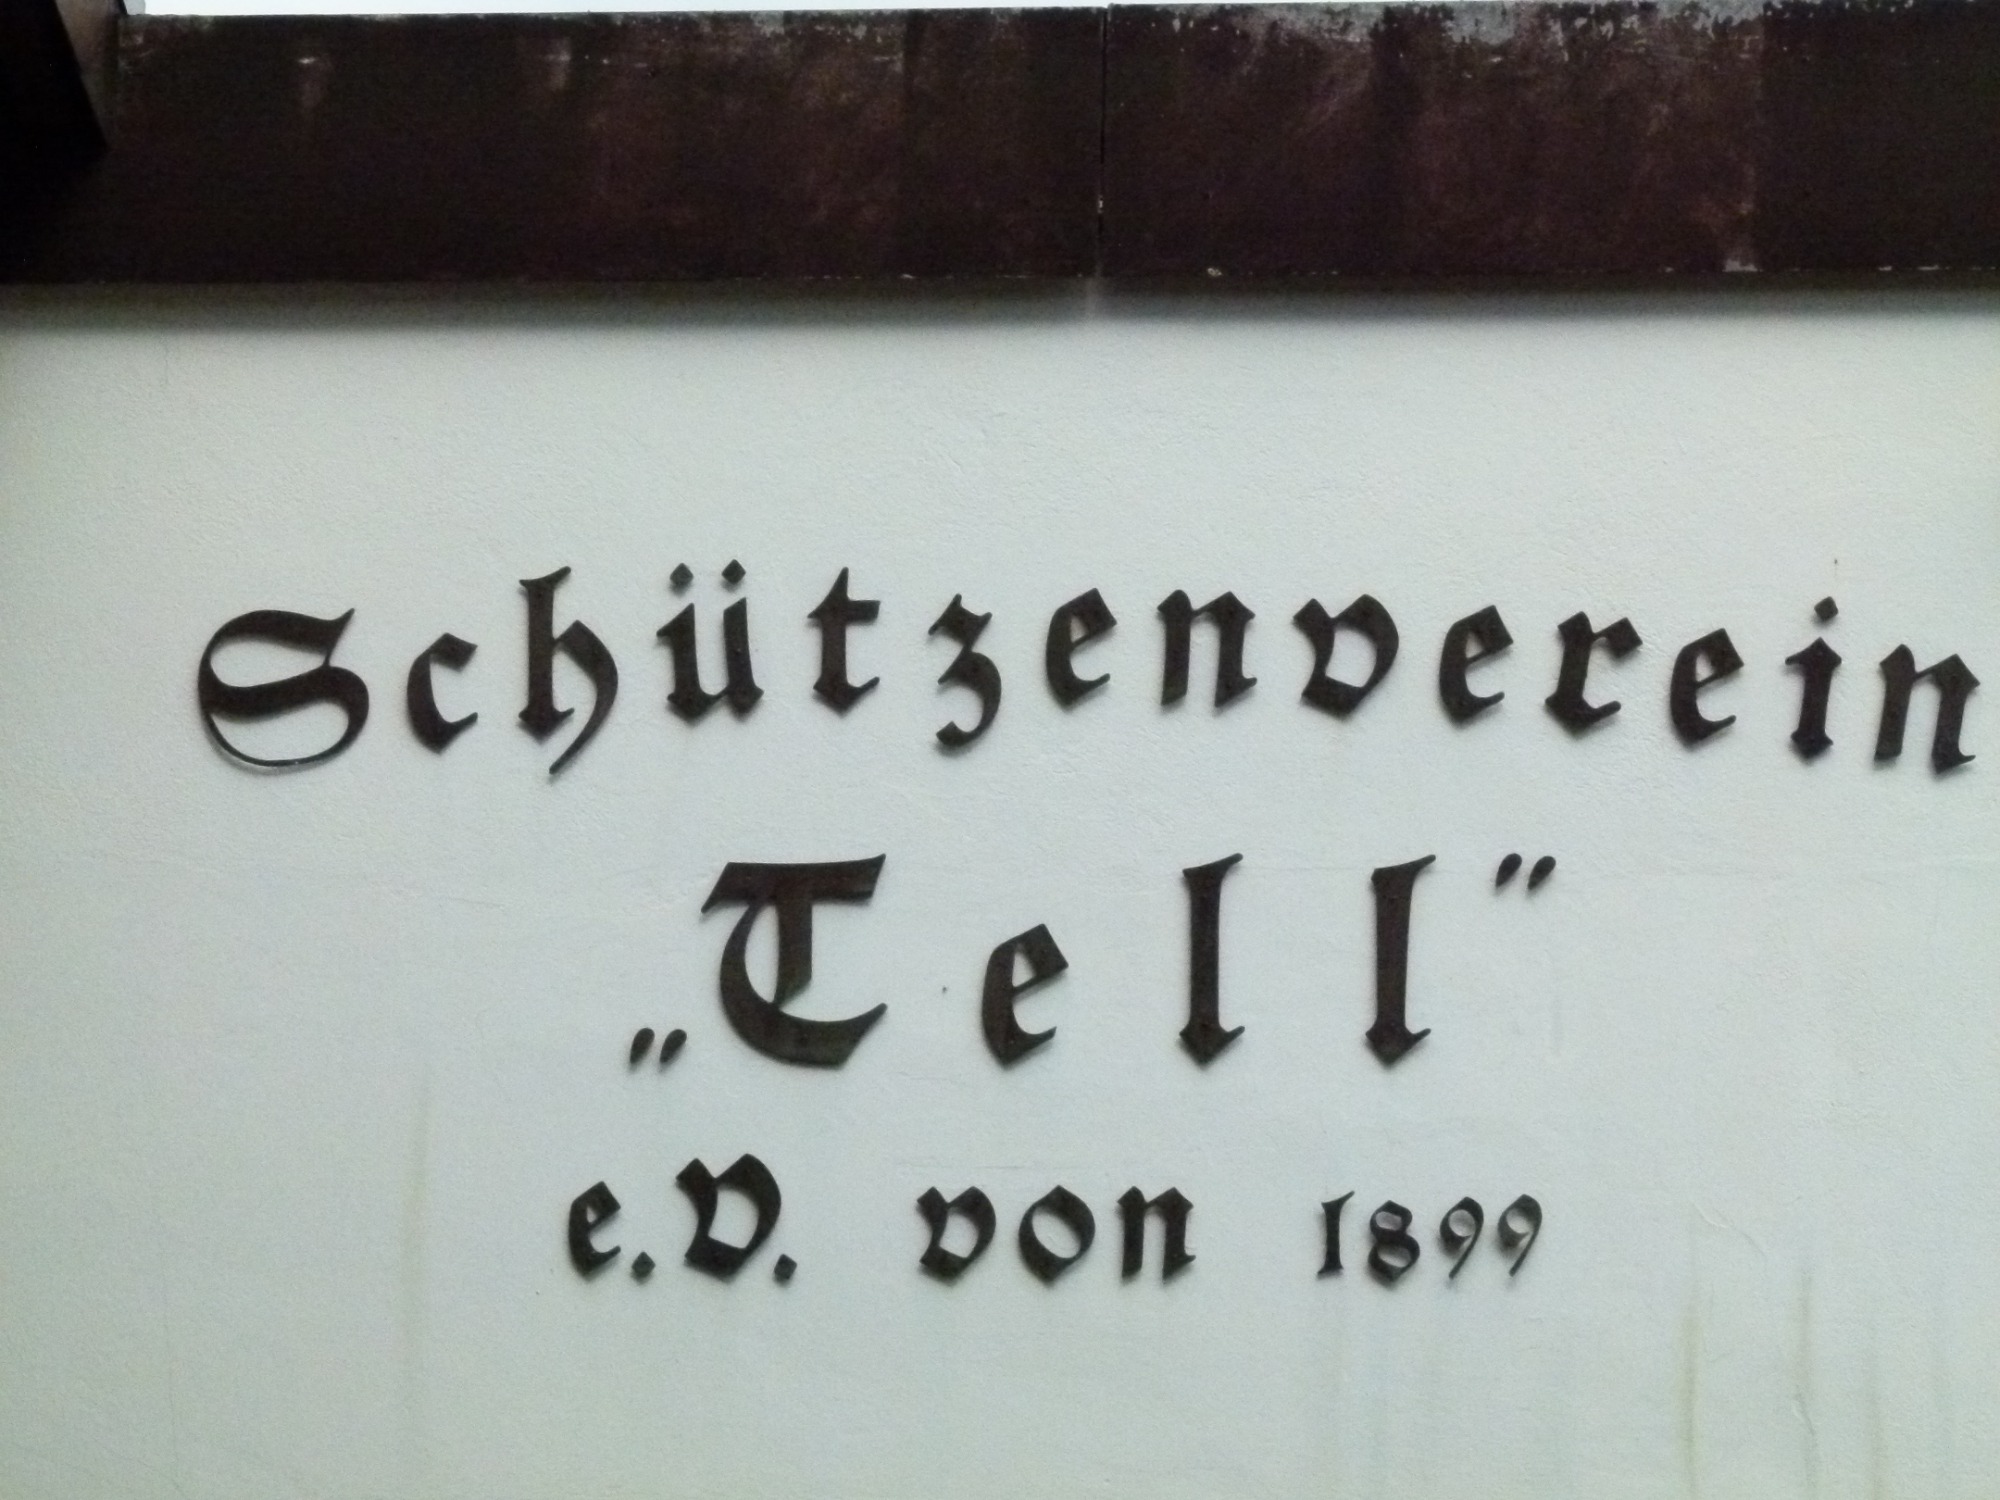 Schützenverein
„Tell”
e.V. von 1899